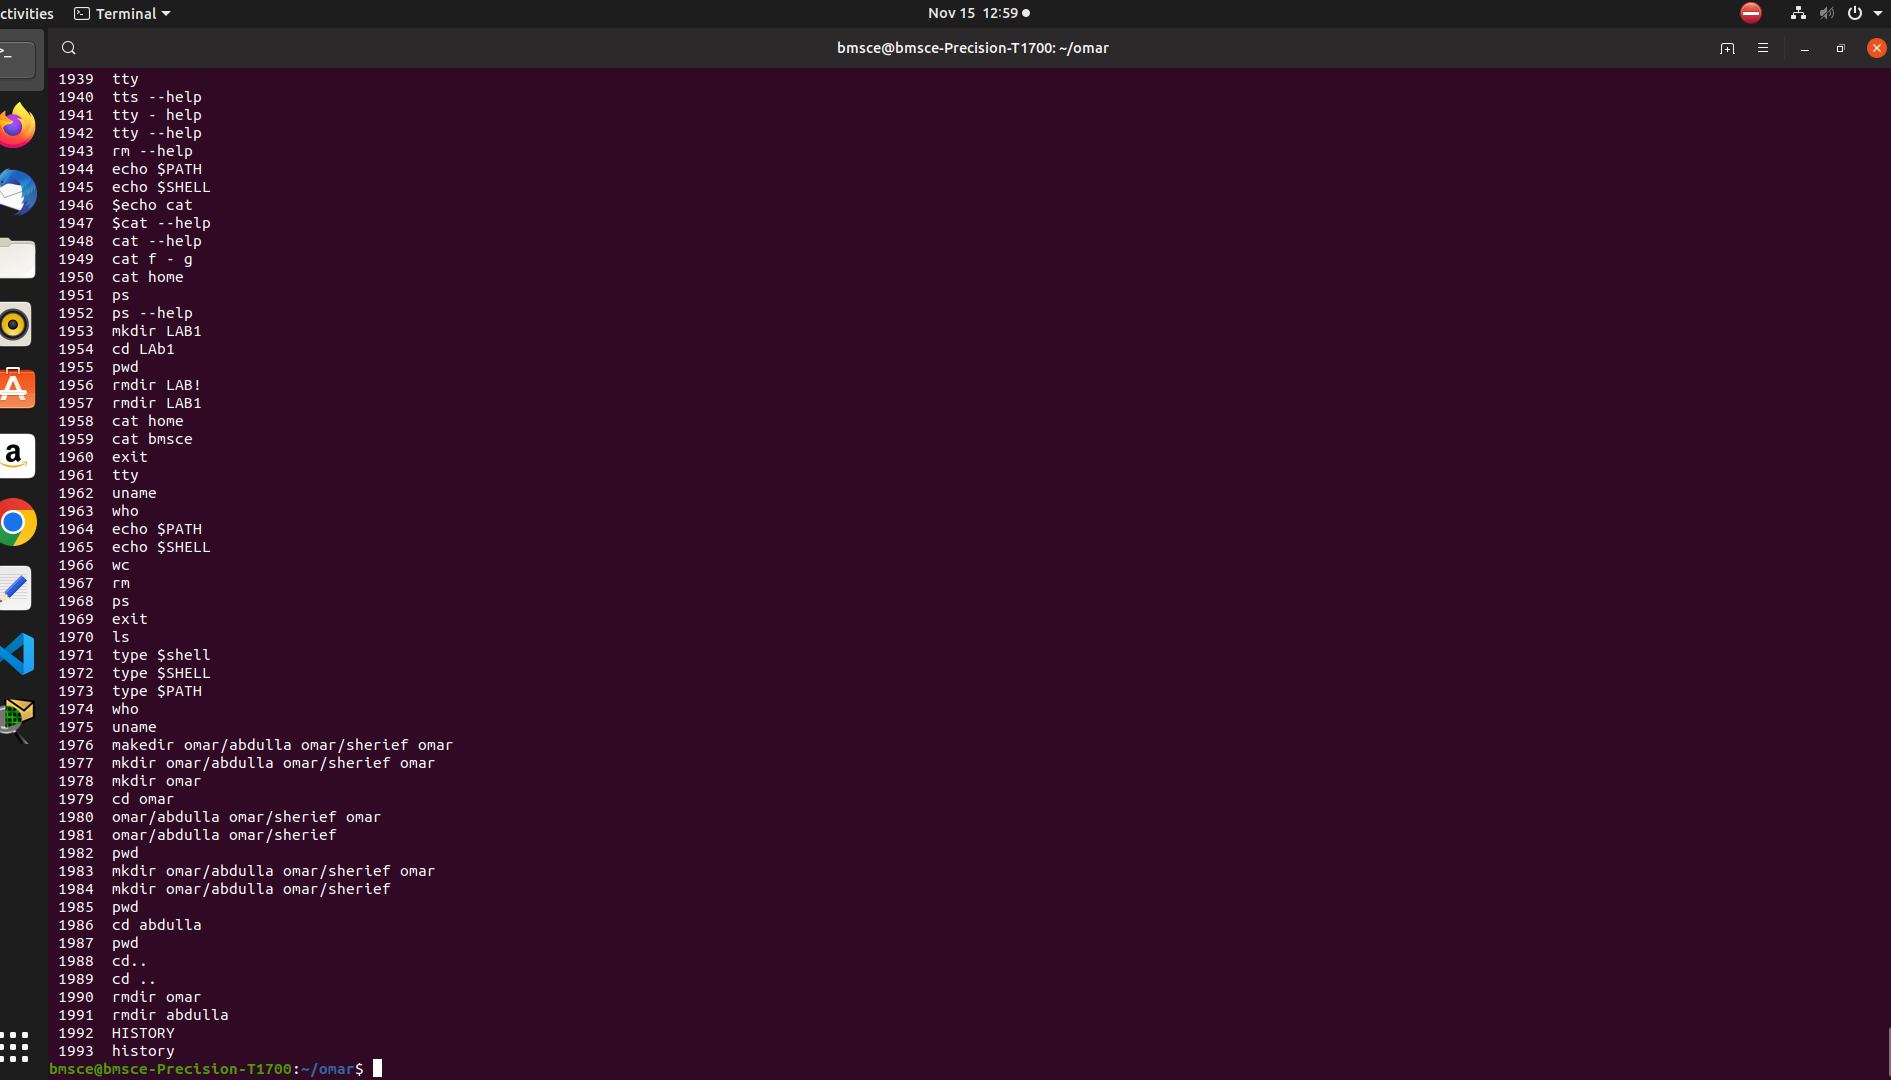 ctivities
Terminal
Nov 15 12:59
bmsce@bmsce-Precision-T1700: ~/omar
1939 tty
1940 tts --help
1941 tty - help
1942 tty --help
1943 rm --help
1944 echo $PATH
1945 echo $SHELL
1946 $echo cat
1947 $cat --help
1948 cat --help
1949 cat f - g
1950 cat home
1951 ps
1952 ps --help
1953 mkdir LAB1
1954 cd LAb1
1955 pwd
1956 rmdir LAB!
1957 rmdir LAB1
1958 cat home
1959 cat bmsce
1960 exit
1961 tty
1962 uname
1963 who
1964 echo $PATH
1965 echo $SHELL
1966 wc
1967 rm
1968 ps
1969 exit
1970 ls
1971 type $shell
1972 type $SHELL
1973 type $PATH
1974 who
1975 uname
1976 makedir omar/abdulla omar/sherief omar
1977 mkdir omar/abdulla omar/sherief omar
1978 mkdir omar
1979 cd omar
1980 omar/abdulla omar/sherief omar
1981 omar/abdulla omar/sherief
1982 pwd
1983 mkdir omar/abdulla omar/sherief omar
1984 mkdir omar/abdulla omar/sherief
1985 pwd
1986 cd abdulla
1987 pwd
1988 cd..
1989 cd ..
1990 rmdir omar
1991 rmdir abdulla
1992 HISTORY
1993 history
bmsce@bmsce-Precision-T1700:~/omar$